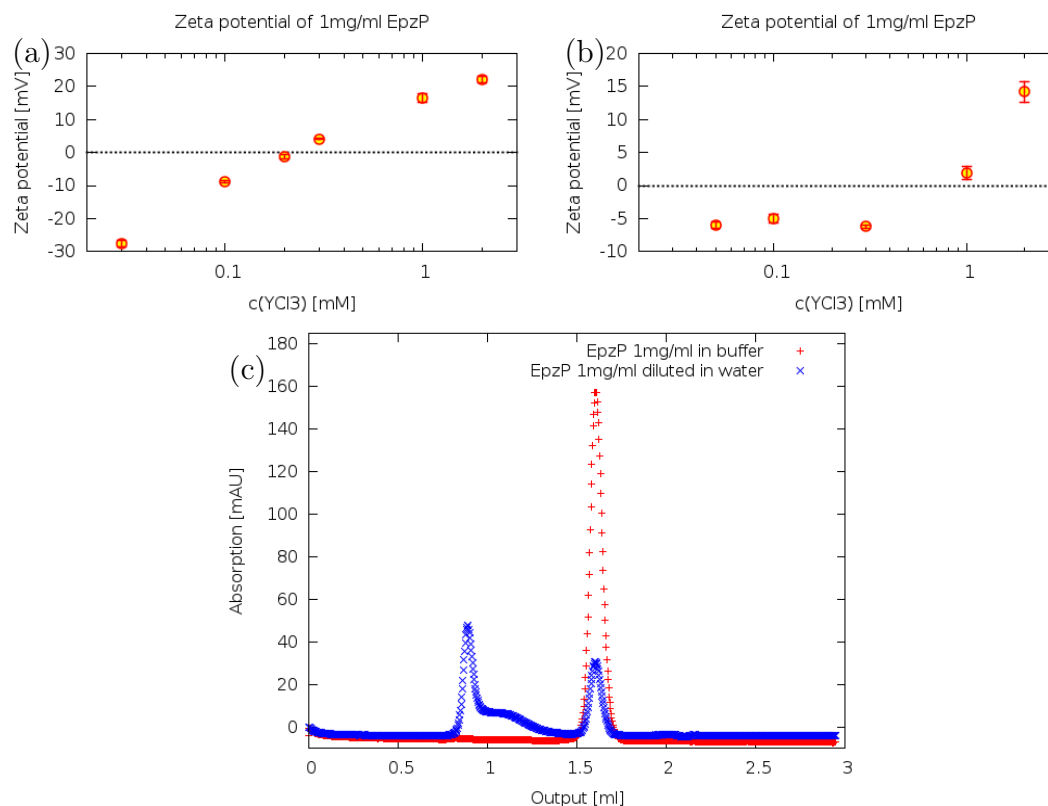 Zeta potential of 1mg/ml EpzP
(a)
Zeta potential [mV]
30
20
10
0
-10
-20
-30
0.1
1
c(YCl3) [mM]
Zeta potential of 1mg/ml EpzP
(b)
Zeta potential [mV]
20
15
10
5
0
-5
-10
0.1
1
c(YCl3) [mM]
(c)
EpzP 1mg/ml in buffer
EpzP 1mg/ml diluted in water
Absorption [mAU]
180
160
140
120
100
80
60
40
20
0
0
0.5
1
1.5
2
2.5
3
Output [ml]